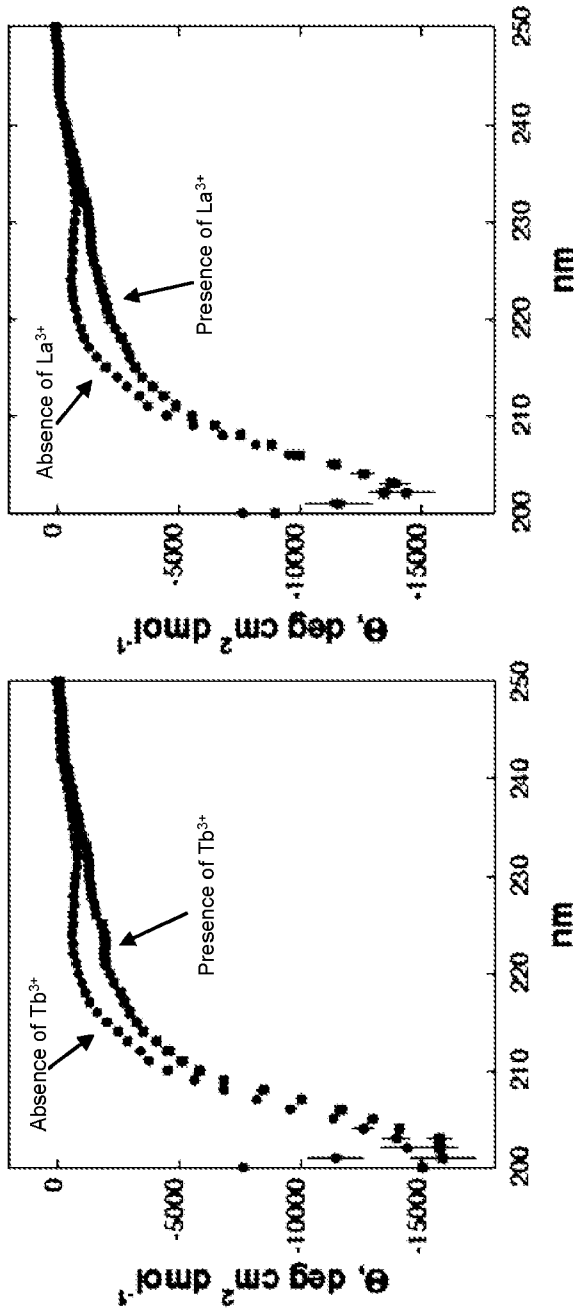 Θ, deg cm² dmol⁻¹
0
-5000
-10000
-15000
Absence of Tb³⁺
Presence of Tb³⁺
200 210 220 230 240 250
nm
Θ, deg cm² dmol⁻¹
0
-5000
-10000
-15000
Absence of La³⁺
Presence of La³⁺
200 210 220 230 240 250
nm